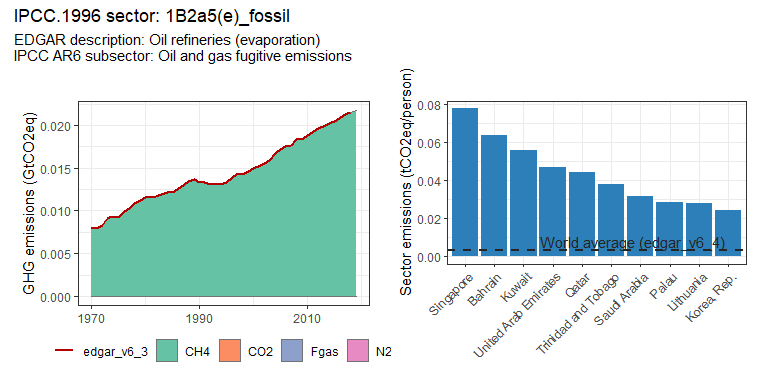 IPCC.1996 sector: 1B2a5(e)_fossil
EDGAR description: Oil refineries (evaporation)
IPCC AR6 subsector: Oil and gas fugitive emissions
GHG emissions (GtCO2eq)
0.020
0.015
0.010
0.005
0.000
1970
1990
2010
edgar_v6_3
CH4
CO2
Fgas
N2
Sector emissions (tCO2eq/person)
0.08
0.06
0.04
0.02
0.00
World average (edgar_v6_4)
Singapore
Bahrain
Kuwait
United Arab Emirates
Qatar
Trinidad and Tobago
Saudi Arabia
Palau
Lithuania
Korea, Rep.